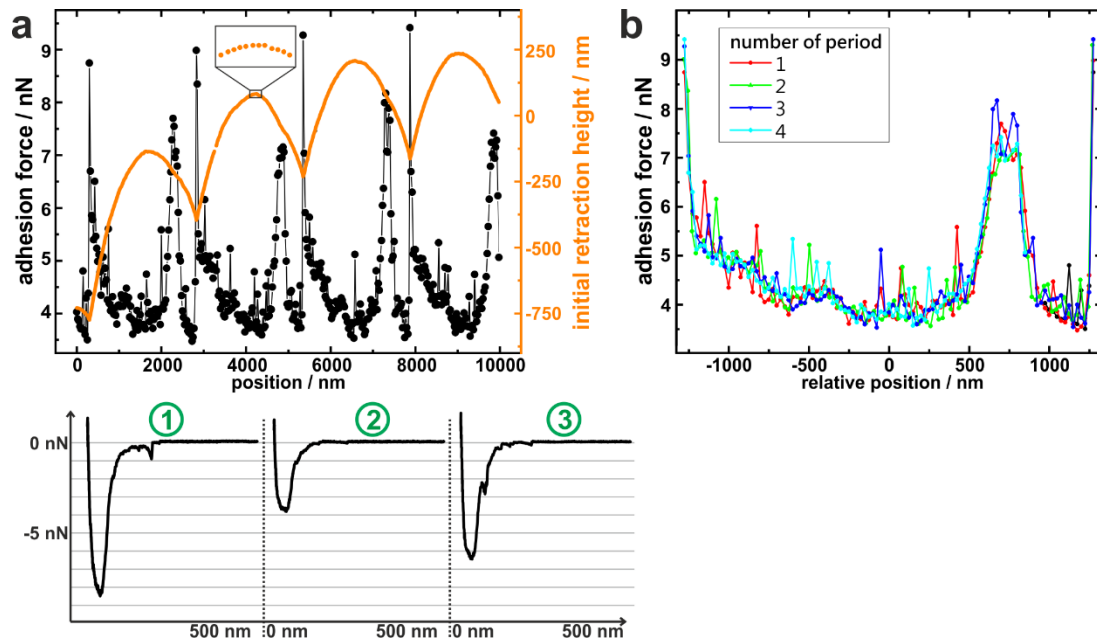 a
b
adhesion force / nN
9
8
7
6
5
4
0 2000 4000 6000 8000 10000
position / nm
250
0
-250
-500
-750
initial retraction height / nm
adhesion force / nN
9
8
7
6
5
4
number of period
1
2
3
4
-1000 -500 0 500 1000
relative position / nm
1 2 3
0 nN
-5 nN
500 nm 0 nm 500 nm 0 nm 500 nm